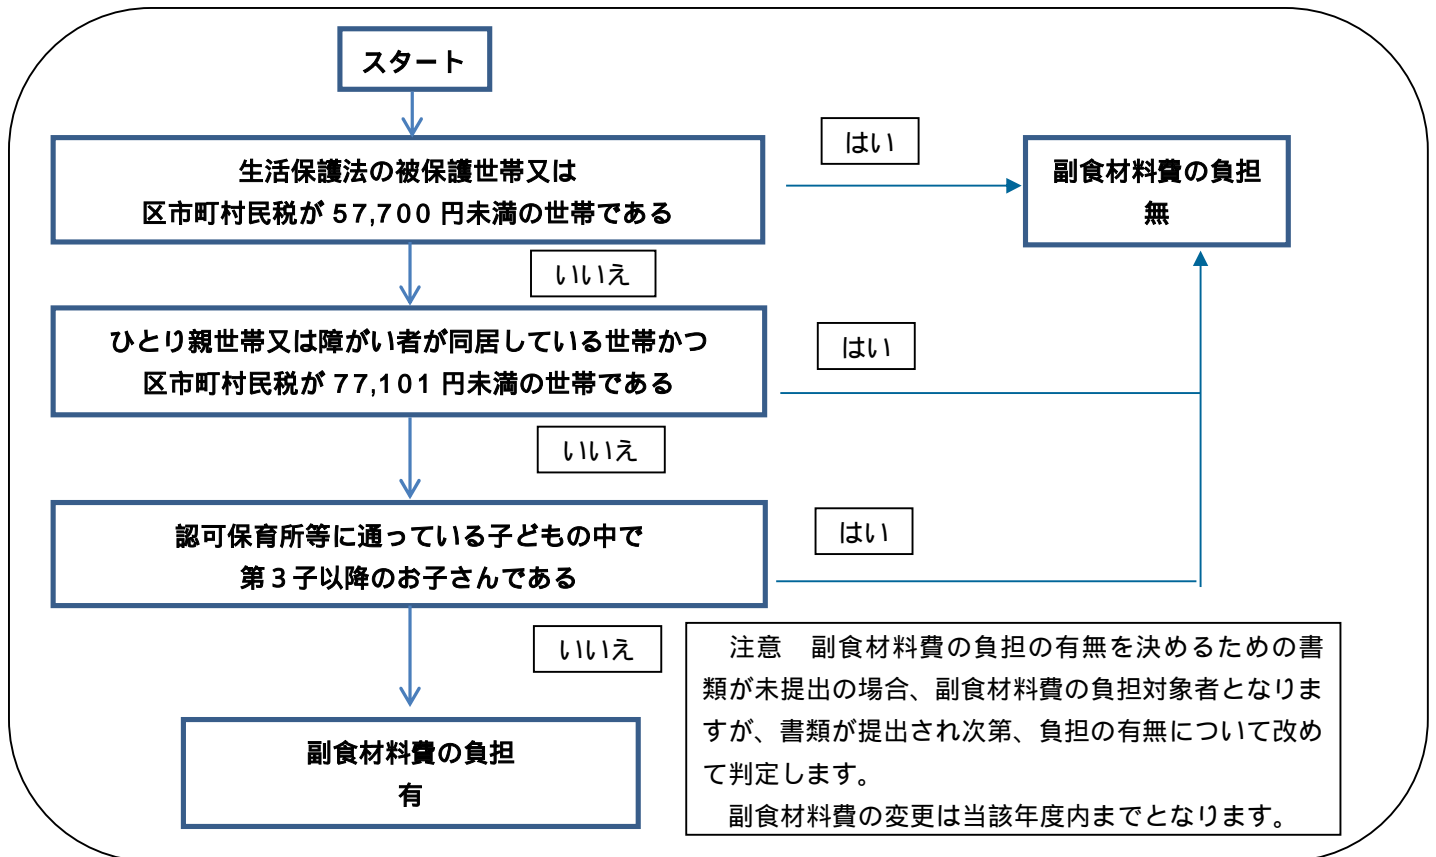 スタート
生活保護法の被保護世帯又は
区市町村民税が 57,700 円未満の世帯である
はい
副食材料費の負担
無
いいえ
ひとり親世帯又は障がい者が同居している世帯かつ
区市町村民税が 77,101 円未満の世帯である
はい
いいえ
認可保育所等に通っている子どもの中で
第3子以降のお子さんである
はい
いいえ
副食材料費の負担
有
注意　副食材料費の負担の有無を決めるための書
類が未提出の場合、副食材料費の負担対象者となりま
すが、書類が提出され次第、負担の有無について改め
て判定します。
副食材料費の変更は当該年度内までとなります。